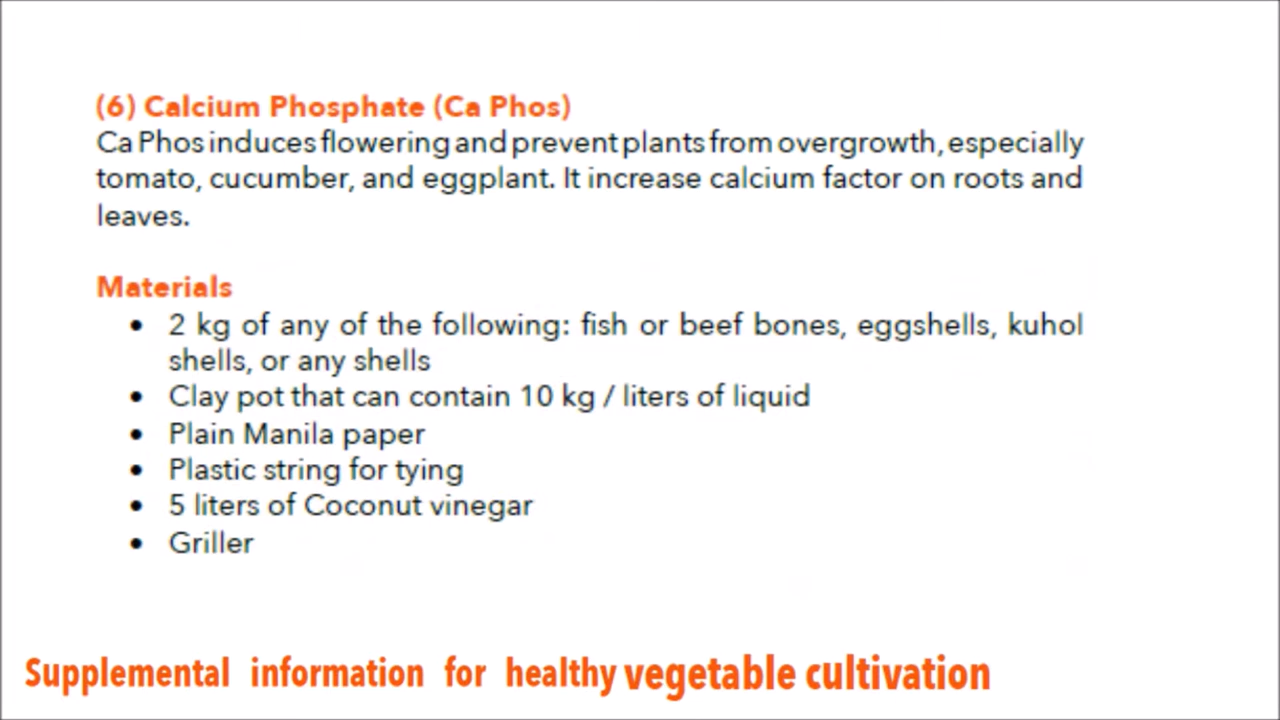 (6) Calcium Phosphate (Ca Phos)
Ca Phos induces flowering and prevent plants from overgrowth, especially
tomato, cucumber, and eggplant. It increase calcium factor on roots and
leaves.
Materials
• 2 kg of any of the following: fish or beef bones, eggshells, kuhol
shells, or any shells
• Clay pot that can contain 10 kg / liters of liquid
• Plain Manila paper
• Plastic string for tying
• 5 liters of Coconut vinegar
• Griller
Supplemental information for healthy vegetable cultivation